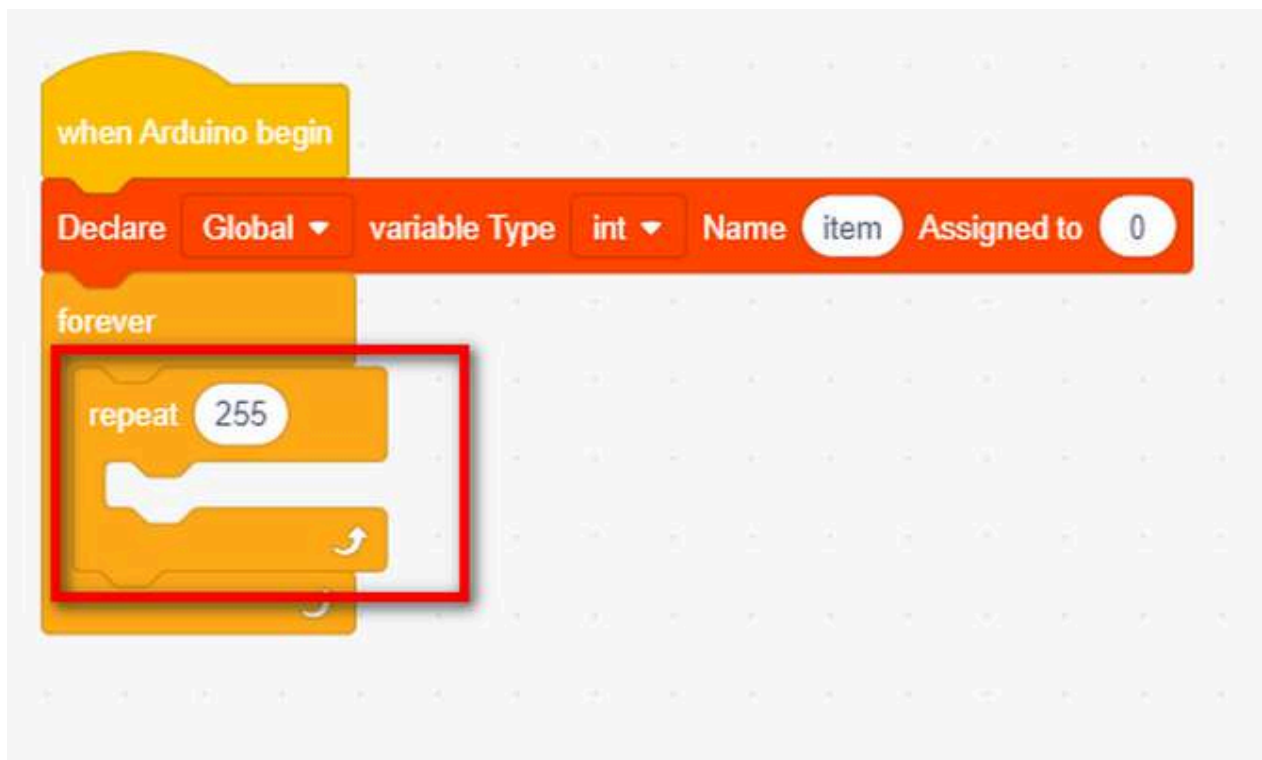 when Arduino begin
Declare Global variable Type int Name item Assigned to 0
forever
repeat 255